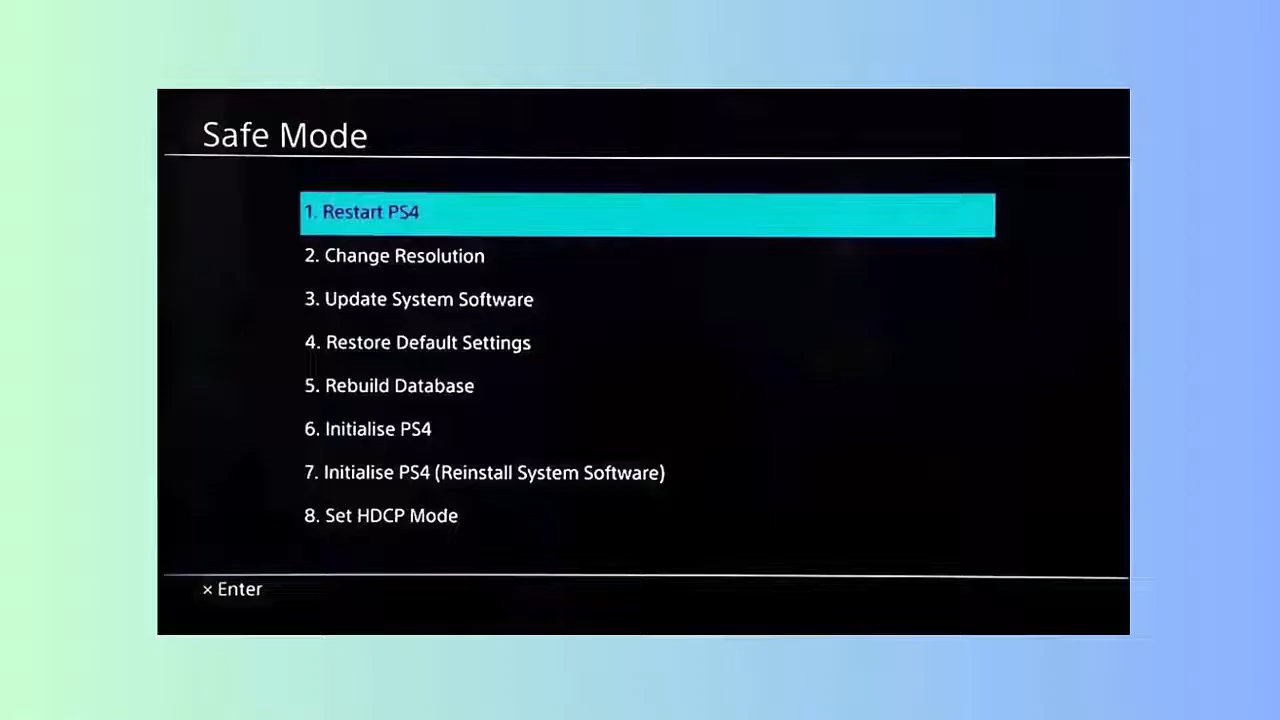 Safe Mode
1. Restart PS4
2. Change Resolution
3. Update System Software
4. Restore Default Settings
5. Rebuild Database
6. Initialise PS4
7. Initialise PS4 (Reinstall System Software)
8. Set HDCP Mode
× Enter